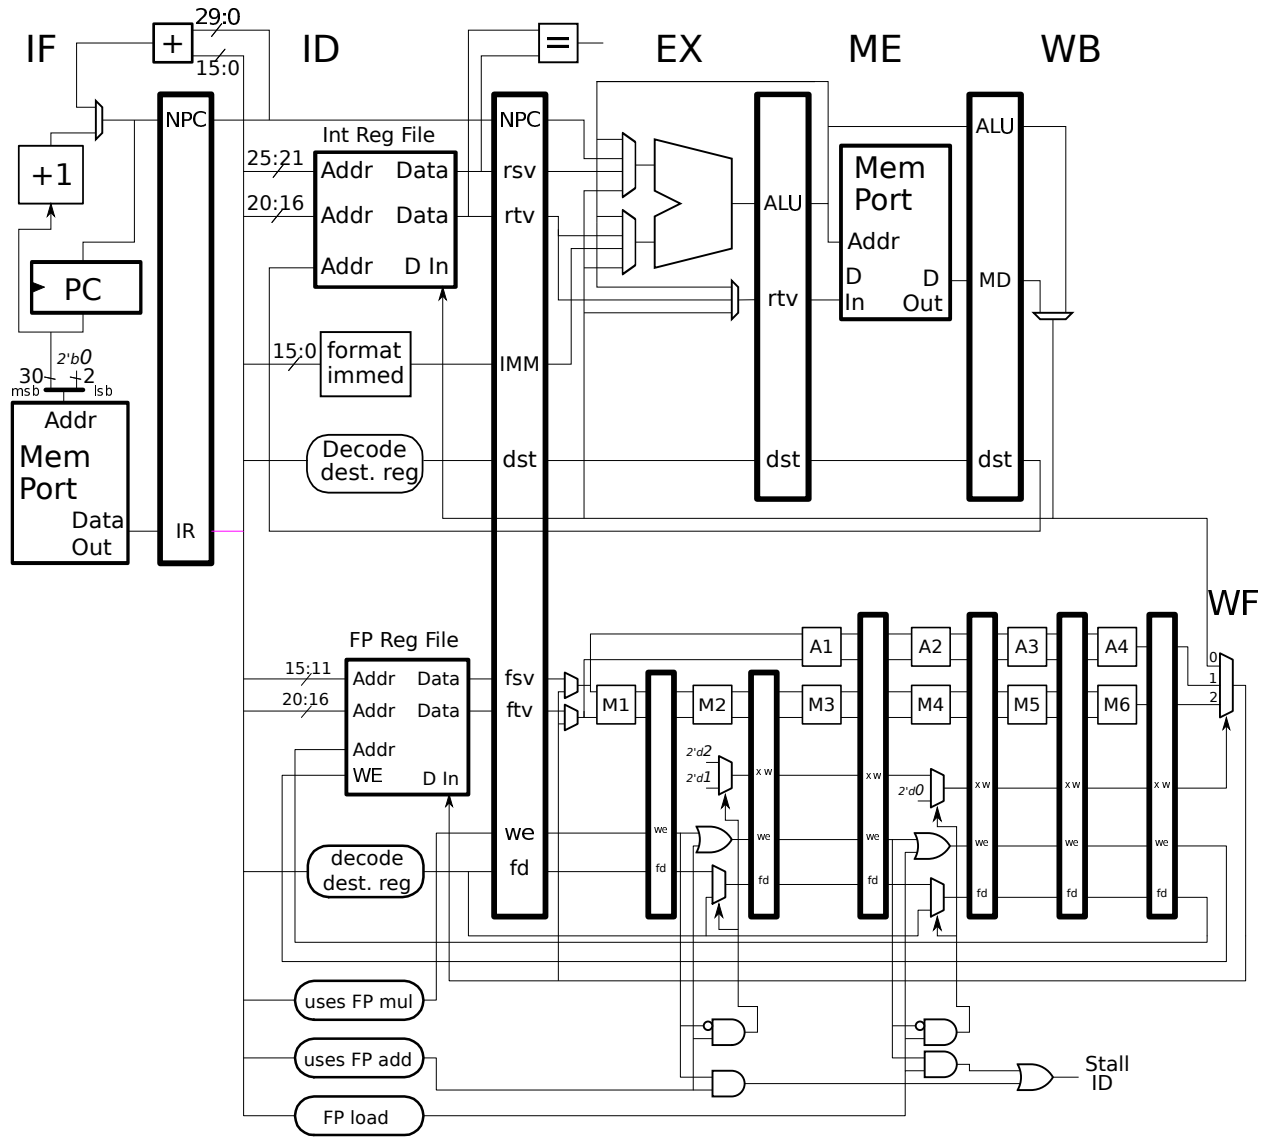 29:0
IF
+
ID
=
EX
ME
WB
15:0
NPC
NPC
ALU
Int Reg File
+1
25:21
Addr
Data
rsv
Mem
Port
20:16
Addr
Data
rtv
ALU
Addr
Addr
D In
PC
D
In
D
Out
MD
rtv
15:0
format
immed
IMM
2'b0
30
2
msb
lsb
Addr
Mem
Port
Decode
dest. reg
dst
dst
dst
Data
Out
IR
WF
FP Reg File
A1
A2
A3
A4
0
15:11
Addr
Data
fsv
1
20:16
Addr
Data
ftv
M1
M2
M3
M4
M5
M6
2
Addr
WE
D In
2'd2
2'd1
xw
xw
2'd0
xw
xw
xw
we
we
we
we
we
we
we
decode
dest. reg
fd
fd
fd
fd
fd
fd
fd
uses FP mul
uses FP add
Stall
ID
FP load